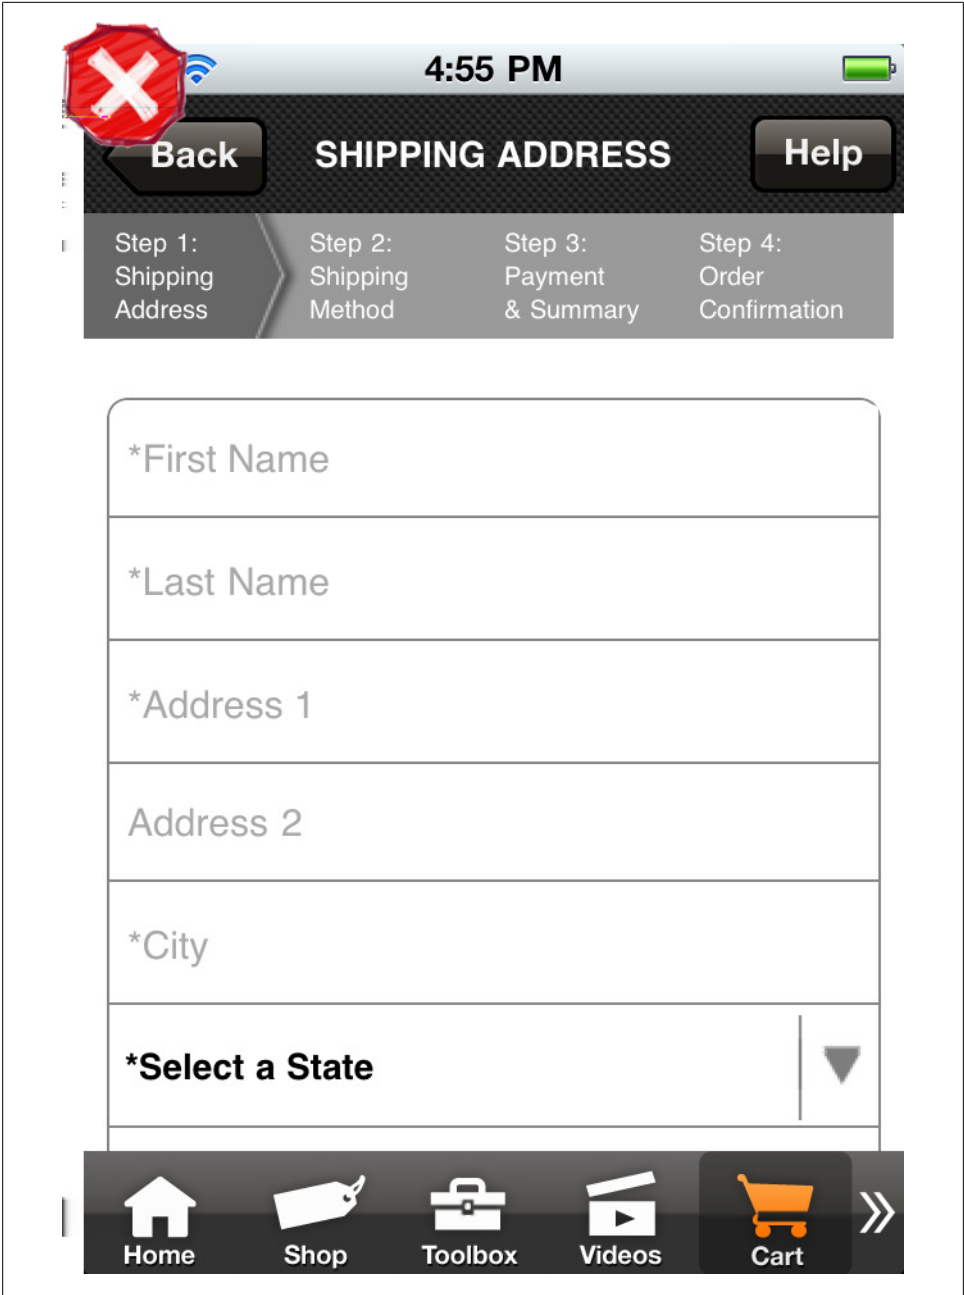 4:55 PM
Back
SHIPPING ADDRESS
Help
Step 1:
Shipping
Address
Step 2:
Shipping
Method
Step 3:
Payment
& Summary
Step 4:
Order
Confirmation
*First Name
*Last Name
*Address 1
Address 2
*City
*Select a State
Home
Shop
Toolbox
Videos
Cart